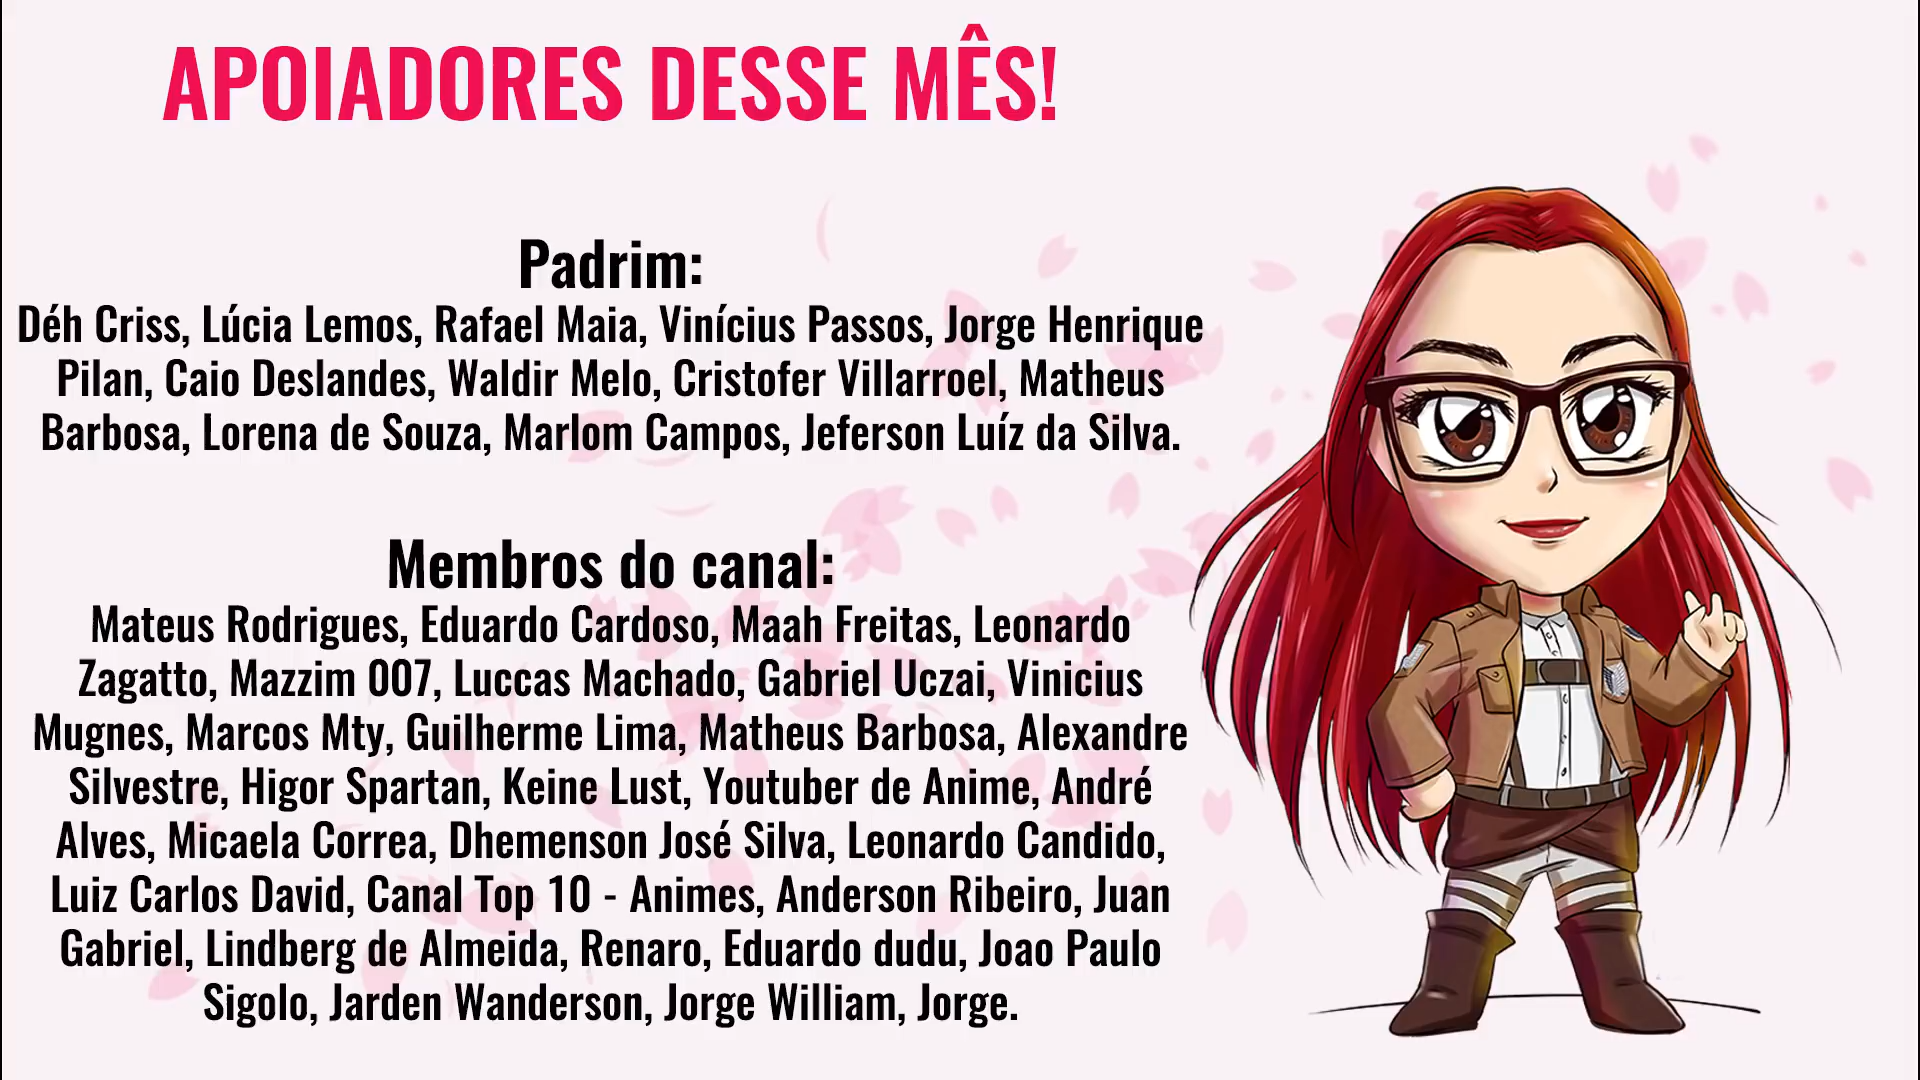 APOIADORES DESSE MÊS!
Padrim:
Déh Criss, Lúcia Lemos, Rafael Maia, Vinícius Passos, Jorge Henrique
Pilan, Caio Deslandes, Waldir Melo, Cristofer Villarroel, Matheus
Barbosa, Lorena de Souza, Marlom Campos, Jeferson Luíz da Silva.
Membros do canal:
Mateus Rodrigues, Eduardo Cardoso, Maah Freitas, Leonardo
Zagatto, Mazzim 007, Luccas Machado, Gabriel Uczai, Vinicius
Mugnes, Marcos Mty, Guilherme Lima, Matheus Barbosa, Alexandre
Silvestre, Higor Spartan, Keine Lust, Youtuber de Anime, André
Alves, Micaela Correa, Dhemenson José Silva, Leonardo Candido,
Luiz Carlos David, Canal Top 10 - Animes, Anderson Ribeiro, Juan
Gabriel, Lindberg de Almeida, Renaro, Eduardo dudu, Joao Paulo
Sigolo, Jarden Wanderson, Jorge William, Jorge.